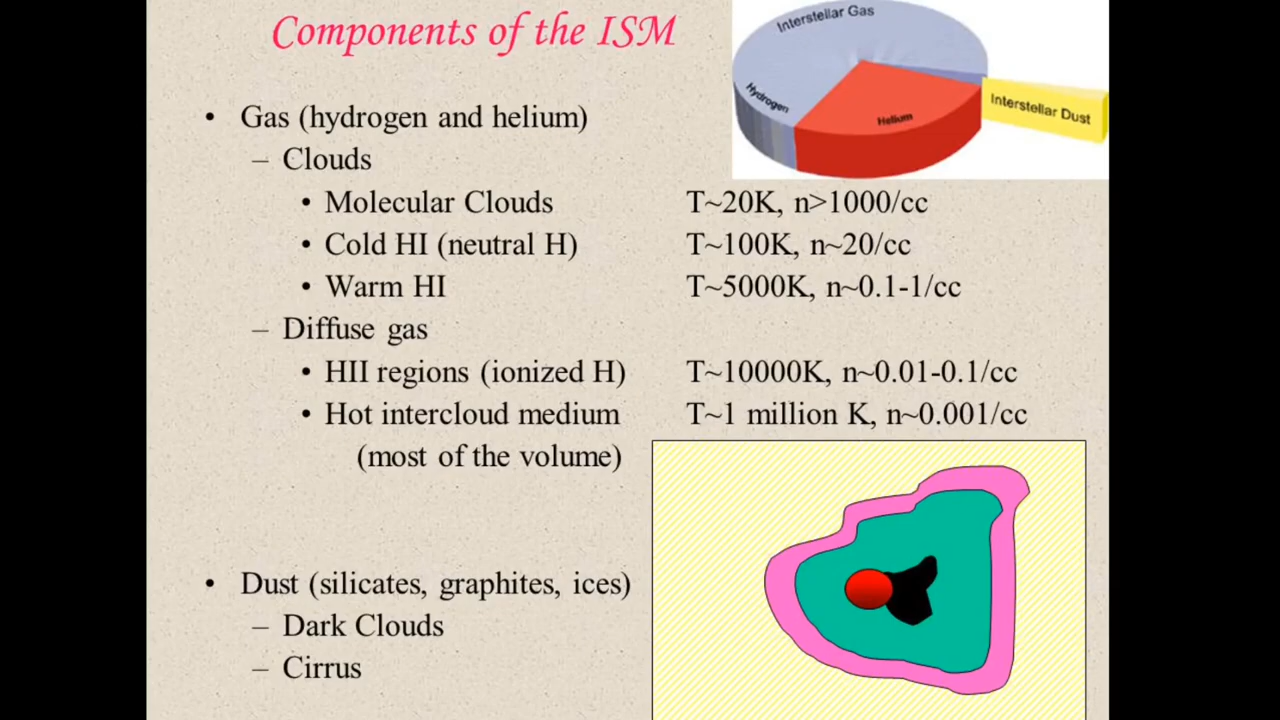 Components of the ISM
Interstellar Gas
Hydrogen
Helium
Interstellar Dust
• Gas (hydrogen and helium)
– Clouds
• Molecular Clouds T~20K, n>1000/cc
• Cold HI (neutral H) T~100K, n~20/cc
• Warm HI T~5000K, n~0.1-1/cc
– Diffuse gas
• HII regions (ionized H) T~10000K, n~0.01-0.1/cc
• Hot intercloud medium T~1 million K, n~0.001/cc
(most of the volume)
• Dust (silicates, graphites, ices)
– Dark Clouds
– Cirrus